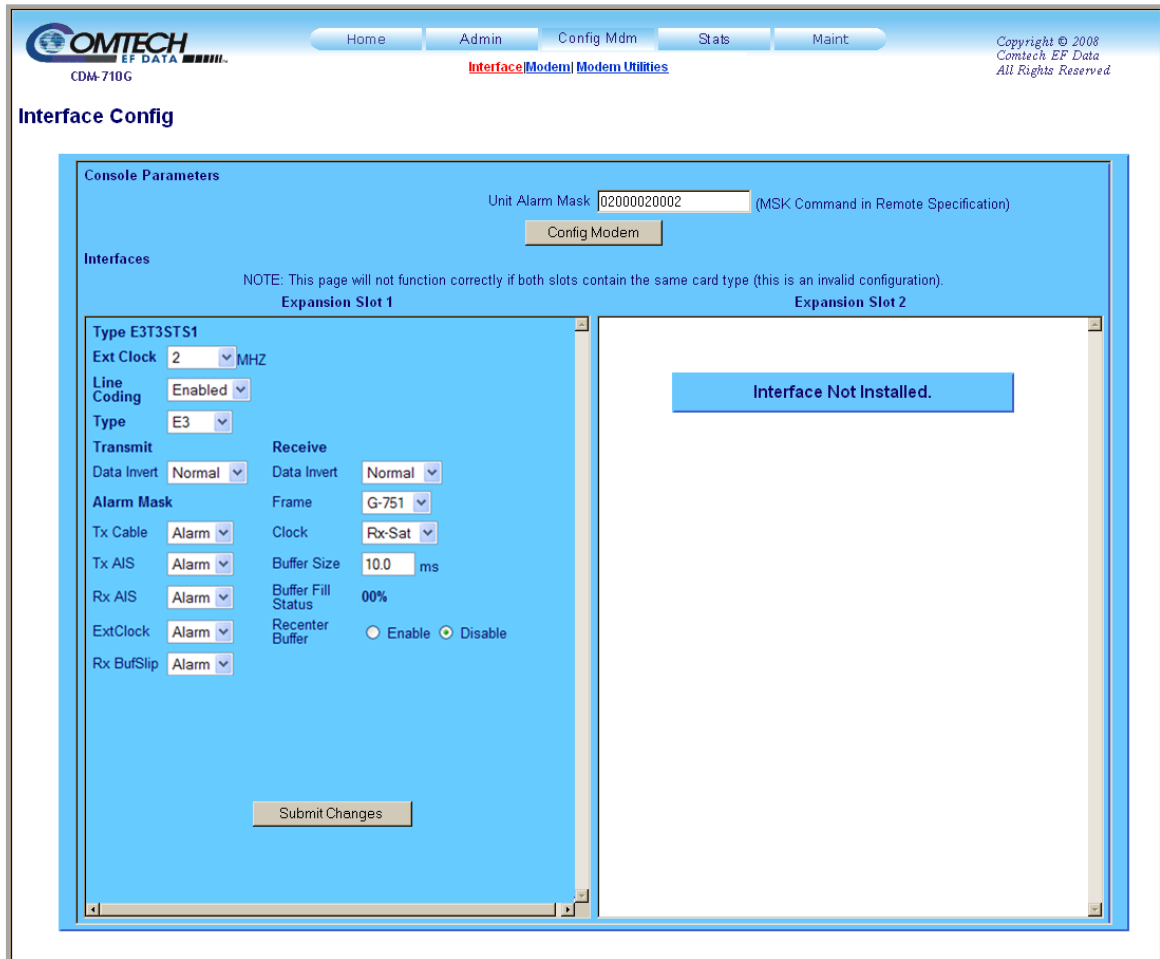 COMTECH
EF DATA
CDM-710G
Home Admin Config Mdm Stats Maint
Interface|Modem| Modem Utilities
Copyright © 2008
Comtech EF Data
All Rights Reserved
Interface Config
Console Parameters
Unit Alarm Mask 02000020002 (MSK Command in Remote Specification)
Config Modem
Interfaces
NOTE: This page will not function correctly if both slots contain the same card type (this is an invalid configuration).
Expansion Slot 1
Expansion Slot 2
Type E3T3STS1
Ext Clock 2 MHZ
Line Coding Enabled
Type E3
Transmit Receive
Data Invert Normal Data Invert Normal
Alarm Mask Frame G-751
Tx Cable Alarm Clock Rx-Sat
Tx AIS Alarm Buffer Size 10.0 ms
Rx AIS Alarm Buffer Fill Status 00%
ExtClock Alarm Recenter Buffer Enable Disable
Rx BufSlip Alarm
Submit Changes
Interface Not Installed.